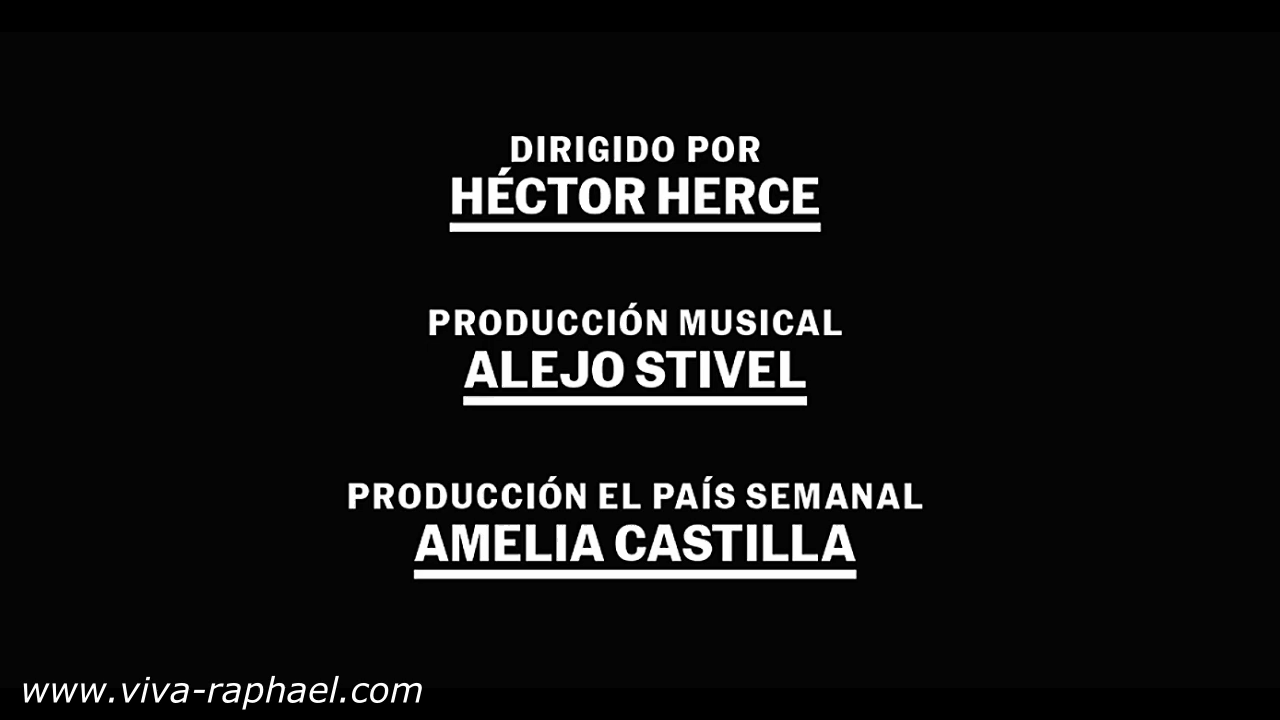 DIRIGIDO POR
HÉCTOR HERCE
PRODUCCIÓN MUSICAL
ALEJO STIVEL
PRODUCCIÓN EL PAÍS SEMANAL
AMELIA CASTILLA
www.viva-raphael.com